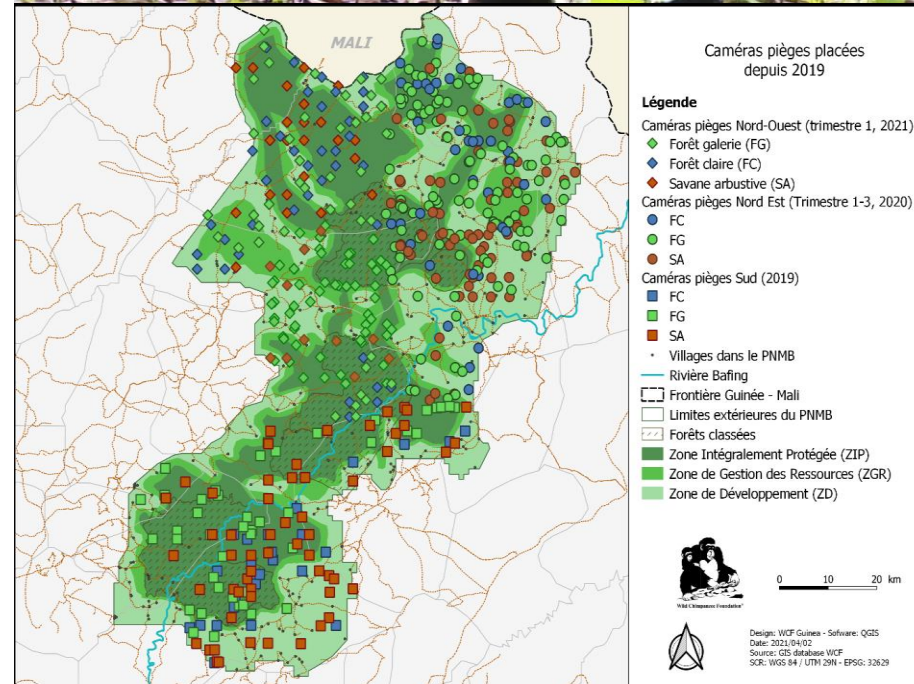 MALI
Caméras pièges placées
depuis 2019
Légende
Caméras pièges Nord-Ouest (trimestre 1, 2021)
Forêt galerie (FG)
Forêt claire (FC)
Savane arbustive (SA)
Caméras pièges Nord Est (Trimestre 1-3, 2020)
FC
FG
SA
Caméras pièges Sud (2019)
FC
FG
SA
Villages dans le PNMB
Rivière Bafing
Frontière Guinée - Mali
Limites extérieures du PNMB
Forêts classées
Zone Intégralement Protégée (ZIP)
Zone de Gestion des Ressources (ZGR)
Zone de Développement (ZD)
Wild Chimpanzee Foundation
0 10 20 km
Design: WCF Guinea - Sofware: QGIS
Date: 2021/04/02
Source: GIS database WCF
SCR: WGS 84 / UTM 29N - EPSG: 32629